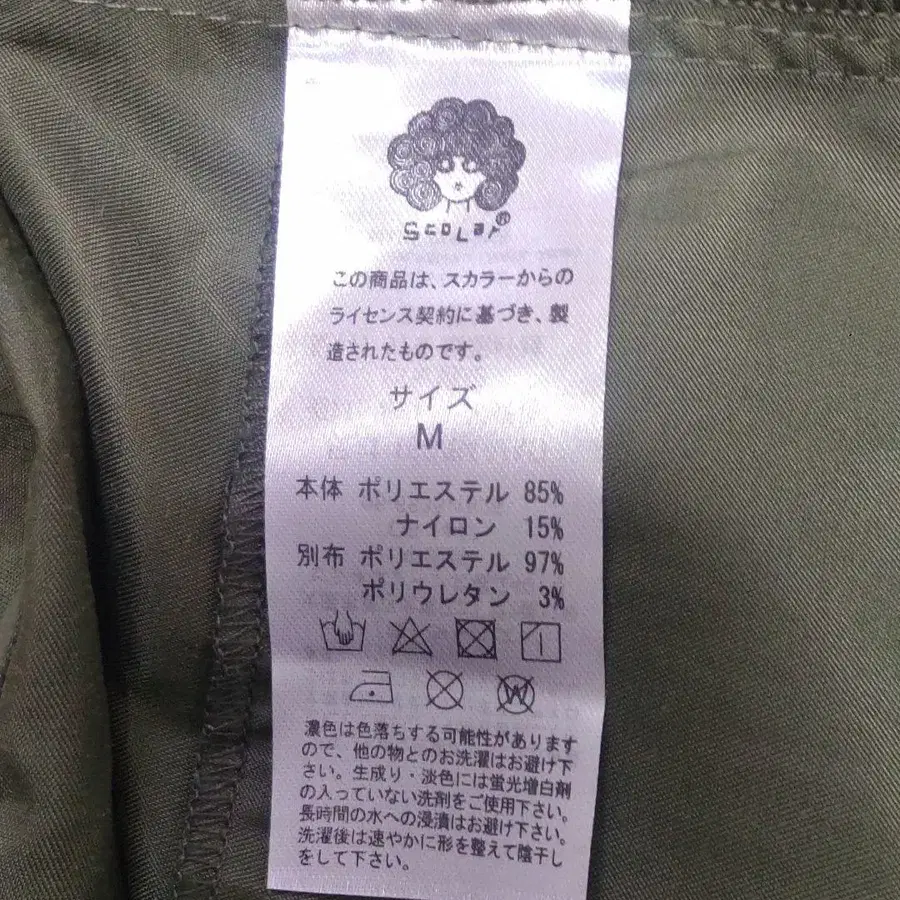 ScoLar®
この商品は、スカラーからの
ライセンス契約に基づき、製
造されたものです。
サイズ
M
本体 ポリエステル 85%
ナイロン 15%
別布 ポリエステル 97%
ポリウレタン 3%
W
濃色は色落ちする可能性がありますので
ので、他の物とのお洗濯はお避け下
さい。生成り・淡色には蛍光増白剤
の入っていない洗剤をご使用下さい。
長時間の水への浸漬はお避け下さい。
洗濯後は速やかに形を整えて陰干し
をして下さい。